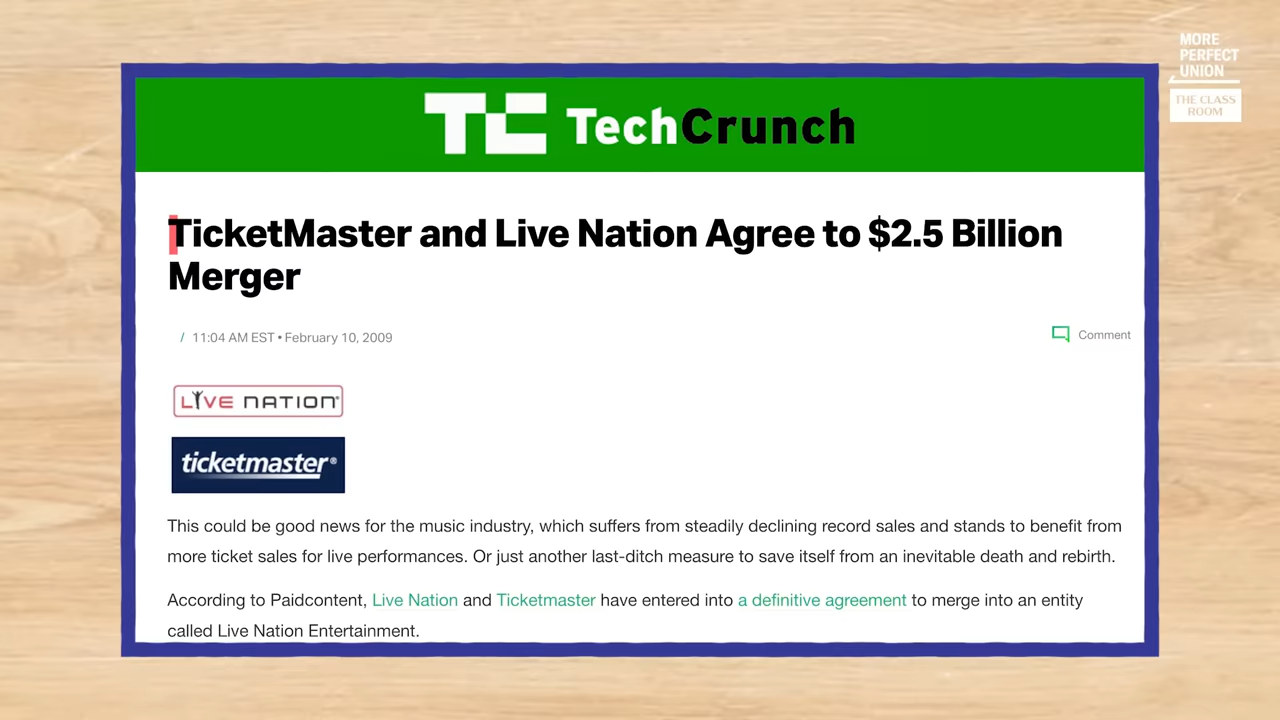 MORE
PERFECT
UNION
THE CLASS
ROOM
TC TechCrunch
TicketMaster and Live Nation Agree to $2.5 Billion
Merger
/ 11:04 AM EST • February 10, 2009
Comment
LIVE NATION®
ticketmaster®
This could be good news for the music industry, which suffers from steadily declining record sales and stands to benefit from
more ticket sales for live performances. Or just another last-ditch measure to save itself from an inevitable death and rebirth.
According to Paidcontent, Live Nation and Ticketmaster have entered into a definitive agreement to merge into an entity
called Live Nation Entertainment.